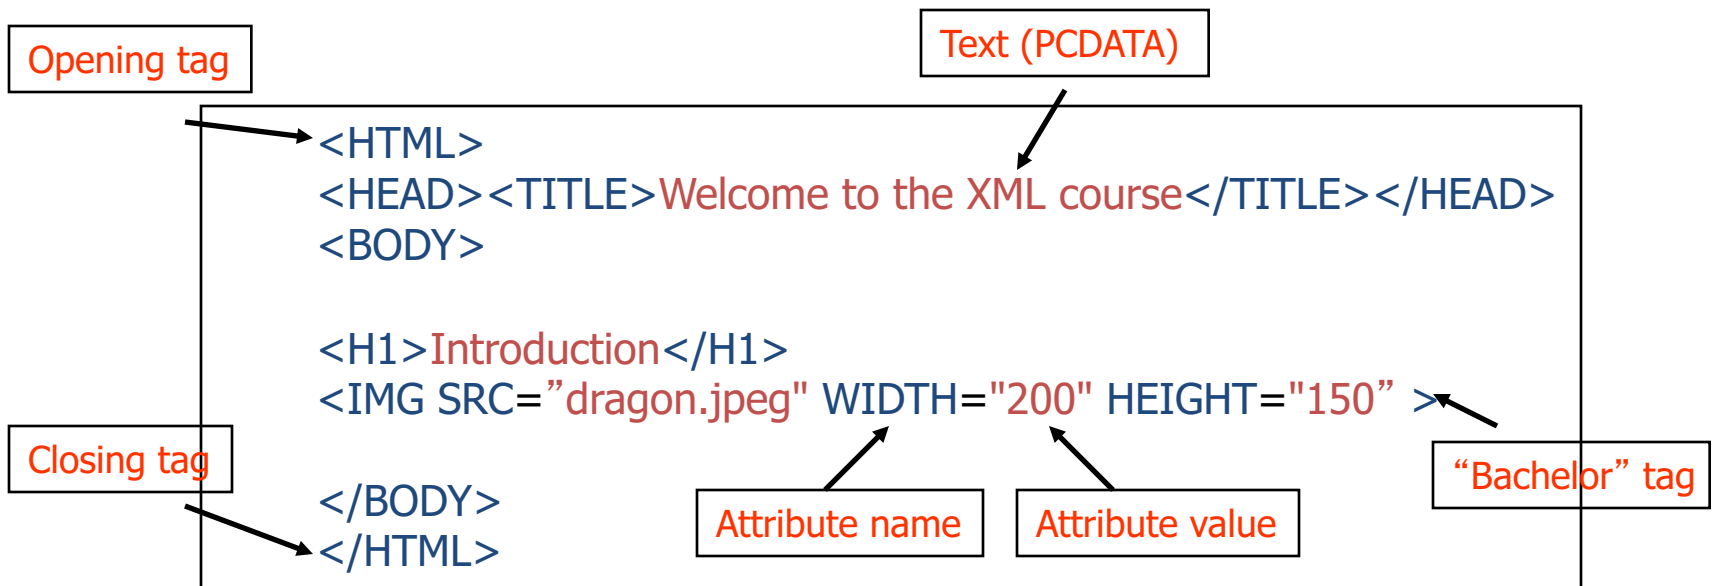 Opening tag
Text (PCDATA)
<HTML>
<HEAD><TITLE>Welcome to the XML course</TITLE></HEAD>
<BODY>
<H1>Introduction</H1>
<IMG SRC=”dragon.jpeg" WIDTH="200" HEIGHT="150” >
Closing tag
“Bachelor” tag
</BODY>
Attribute name
Attribute value
</HTML>